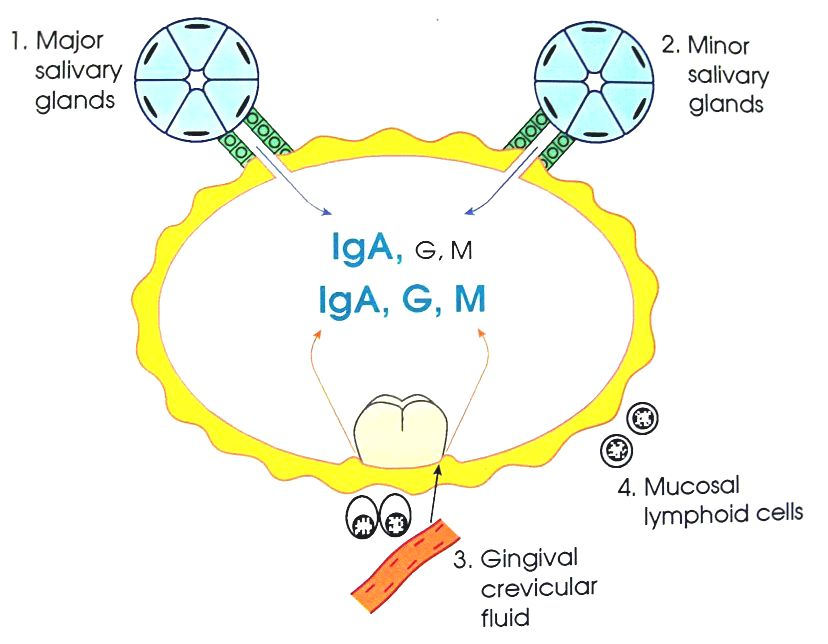 1. Major
salivary
glands
2. Minor
salivary
glands
IgA, G, M
IgA, G, M
4. Mucosal
lymphoid cells
3. Gingival
crevicular
fluid